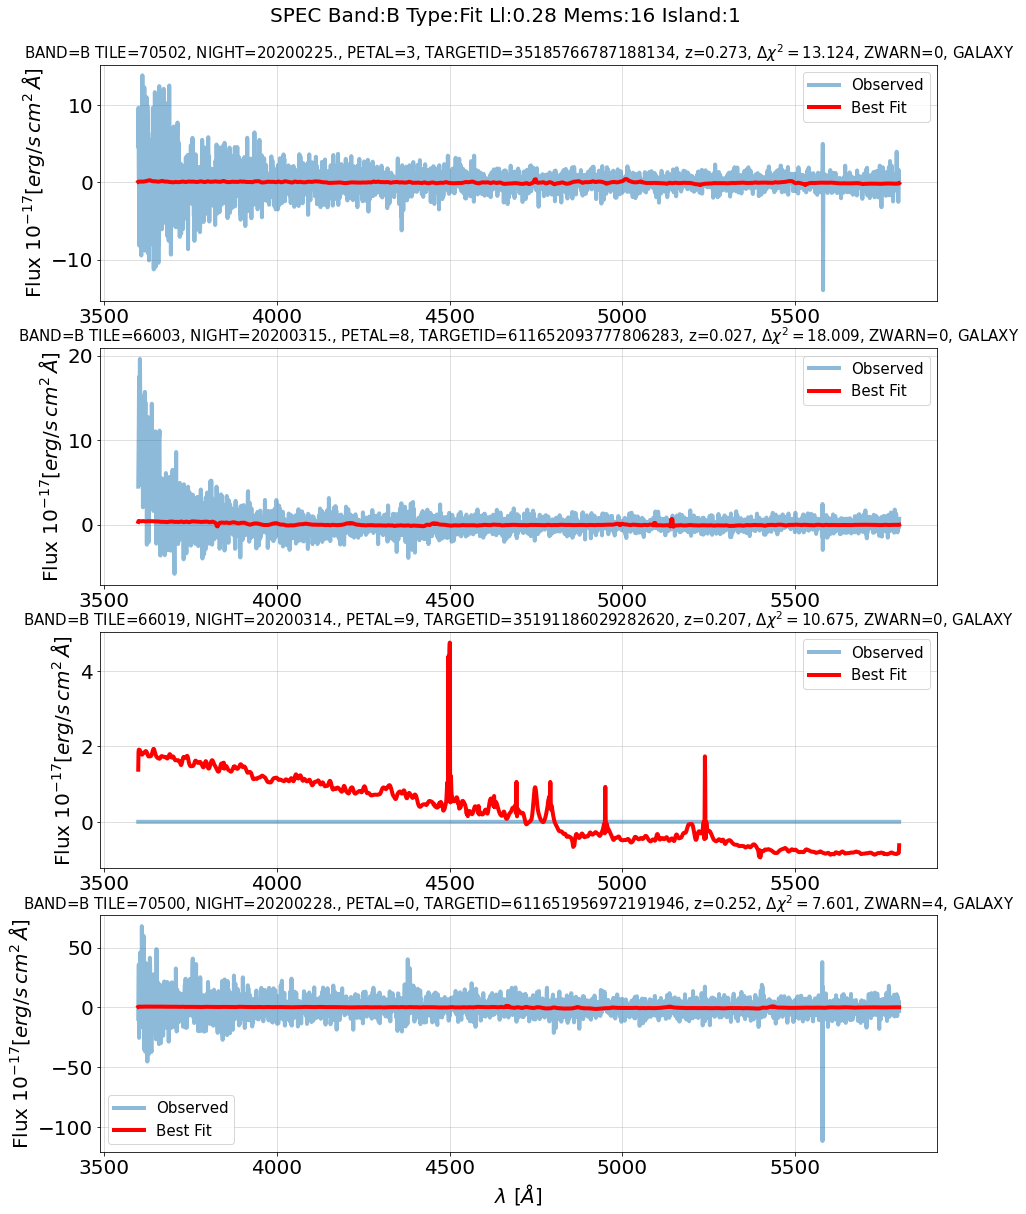 SPEC Band:B Type:Fit Ll:0.28 Mems:16 Island:1
BAND=B TILE=70502, NIGHT=20200225., PETAL=3, TARGETID=35185766787188134, z=0.273, Δχ² = 13.124, ZWARN=0, GALAXY
Flux 10⁻¹⁷[erg/s cm² Å]
10
0
−10
Observed
Best Fit
3500 4000 4500 5000 5500
BAND=B TILE=66003, NIGHT=20200315., PETAL=8, TARGETID=616652093777806283, z=0.027, Δχ² = 18.009, ZWARN=0, GALAXY
Flux 10⁻¹⁷[erg/s cm² Å]
20
10
0
Observed
Best Fit
3500 4000 4500 5000 5500
BAND=B TILE=66019, NIGHT=20200314., PETAL=9, TARGETID=35191186029282620, z=0.207, Δχ² = 10.675, ZWARN=0, GALAXY
Flux 10⁻¹⁷[erg/s cm² Å]
4
2
0
Observed
Best Fit
3500 4000 4500 5000 5500
BAND=B TILE=70500, NIGHT=20200228., PETAL=0, TARGETID=611651956972191946, z=0.252, Δχ² = 7.601, ZWARN=4, GALAXY
Flux 10⁻¹⁷[erg/s cm² Å]
50
0
−50
−100
Observed
Best Fit
3500 4000 4500 5000 5500
λ [Å]